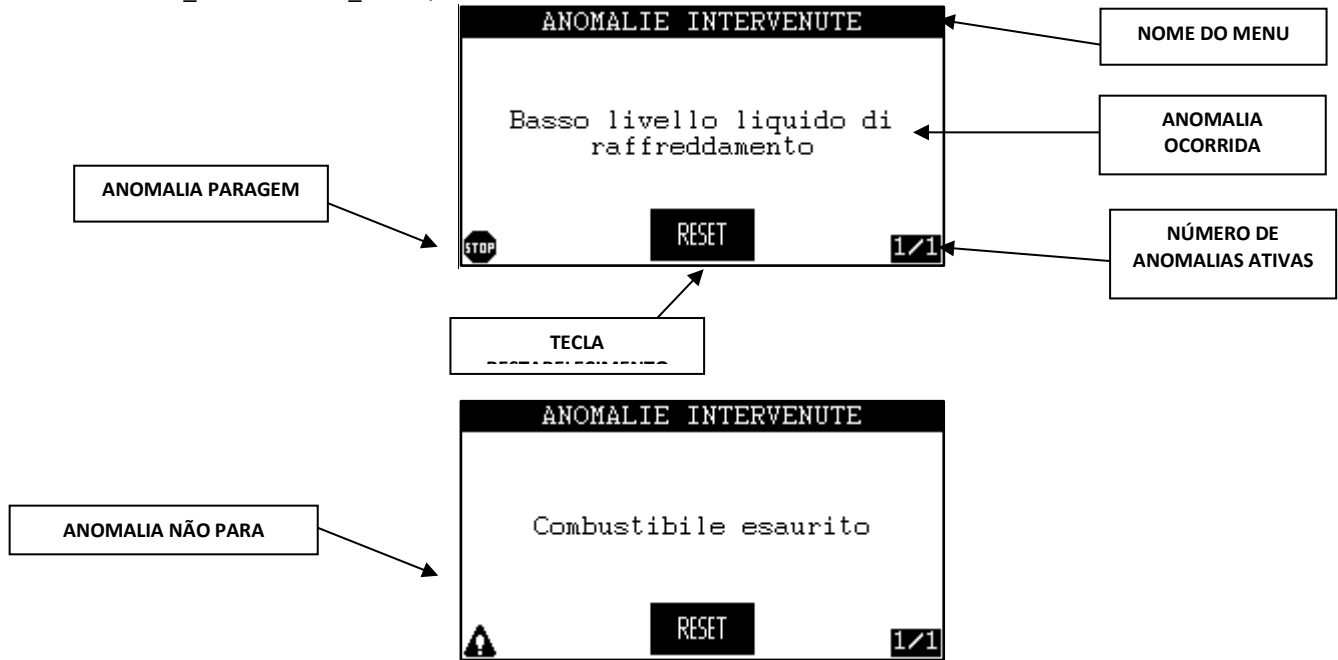 ANOMALIE INTERVENUTE
NOME DO MENU
Basso livello liquido di
raffreddamento
ANOMALIA
OCORRIDA
ANOMALIA PARAGEM
STOP
RESET
1/1
NÚMERO DE
ANOMALIAS ATIVAS
TECLA
ANOMALIE INTERVENUTE
Combustibile esaurito
ANOMALIA NÃO PARA
RESET
1/1